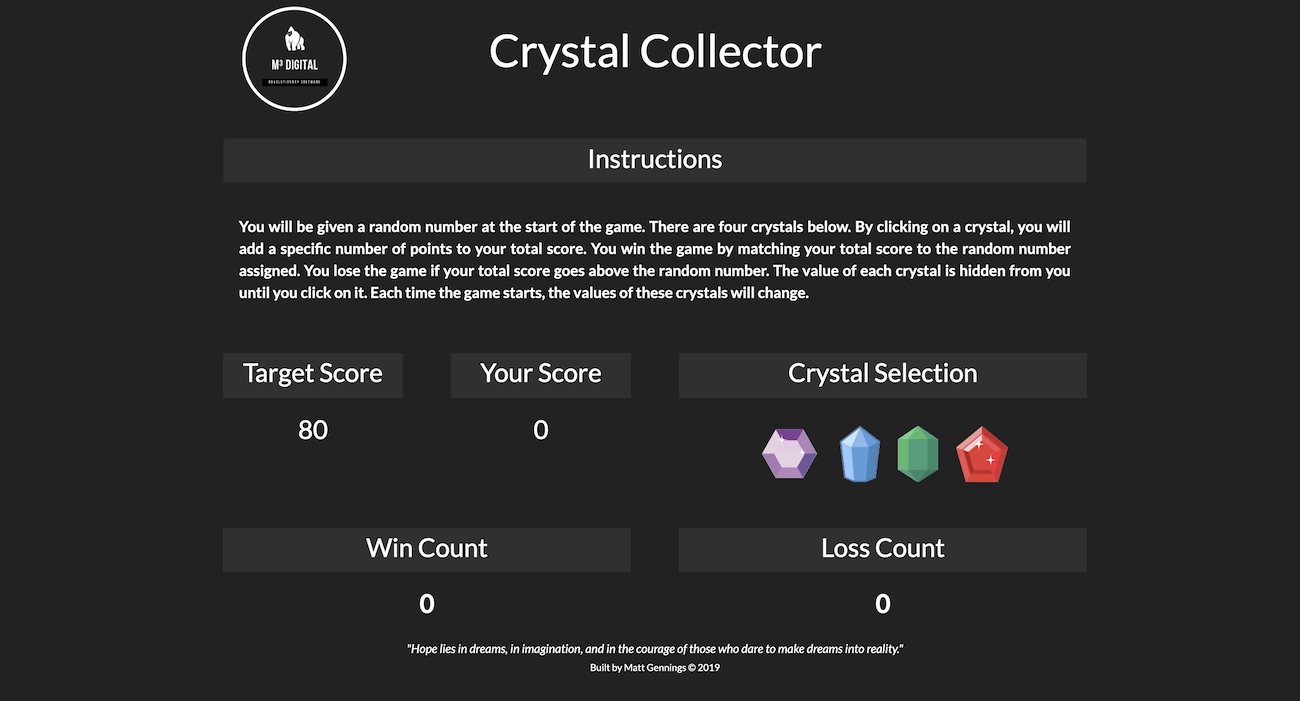 M³ DIGITAL
REVOLUTIONARY SOFTWARE
Crystal Collector
Instructions
You will be given a random number at the start of the game. There are four crystals below. By clicking on a crystal, you will
add a specific number of points to your total score. You win the game by matching your total score to the random number
assigned. You lose the game if your total score goes above the random number. The value of each crystal is hidden from you
until you click on it. Each time the game starts, the values of these crystals will change.
Target Score
80
Your Score
0
Crystal Selection
Win Count
0
Loss Count
0
"Hope lies in dreams, in imagination, and in the courage of those who dare to make dreams into reality."
Built by Matt Gennings © 2019